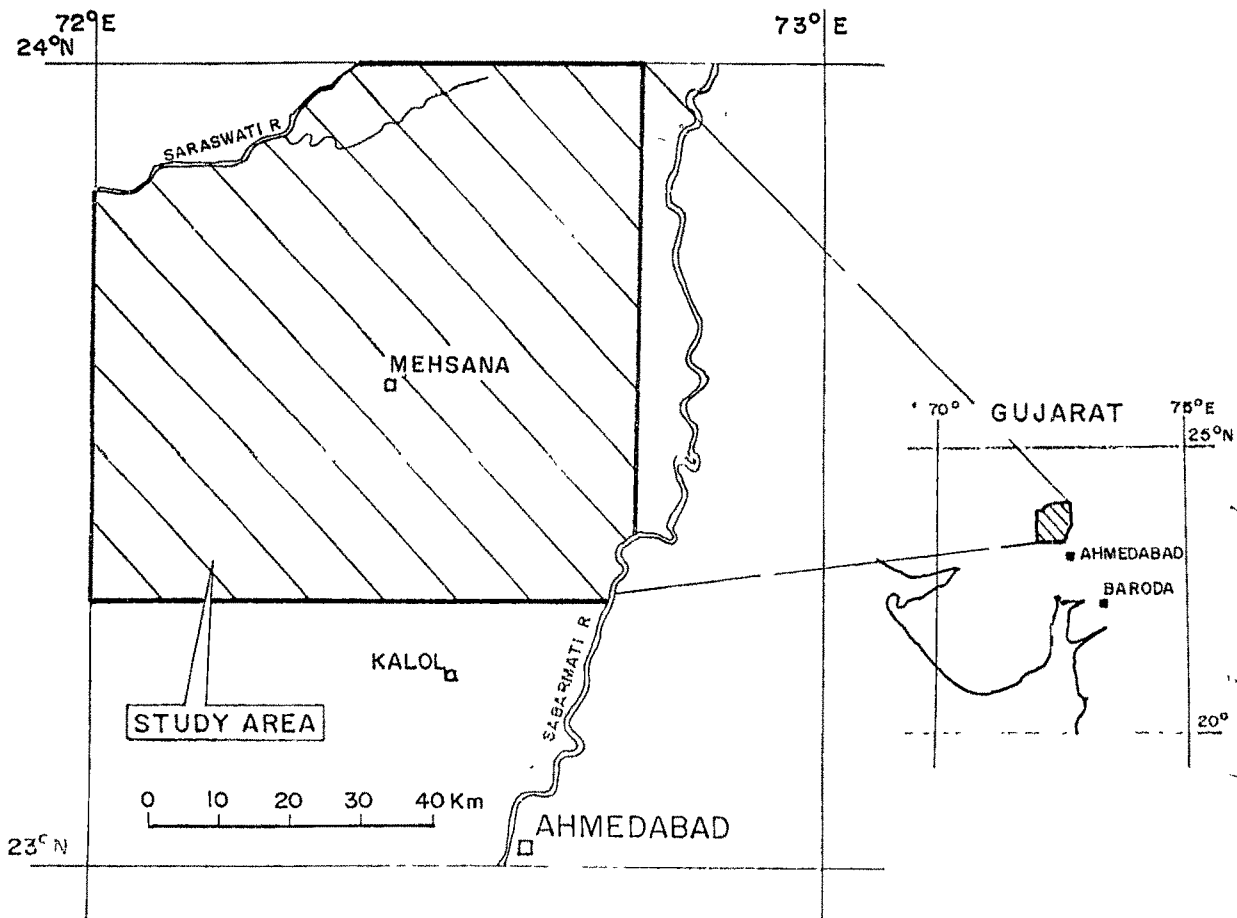 72°E
73° E
24°N
SARASWATI R
MEHSANA
70° GUJARAT 75°E
25°N
AHMEDABAD
BARODA
KALOL
SABARMATI R
STUDY AREA
20°
0 10 20 30 40 Km
AHMEDABAD
23° N